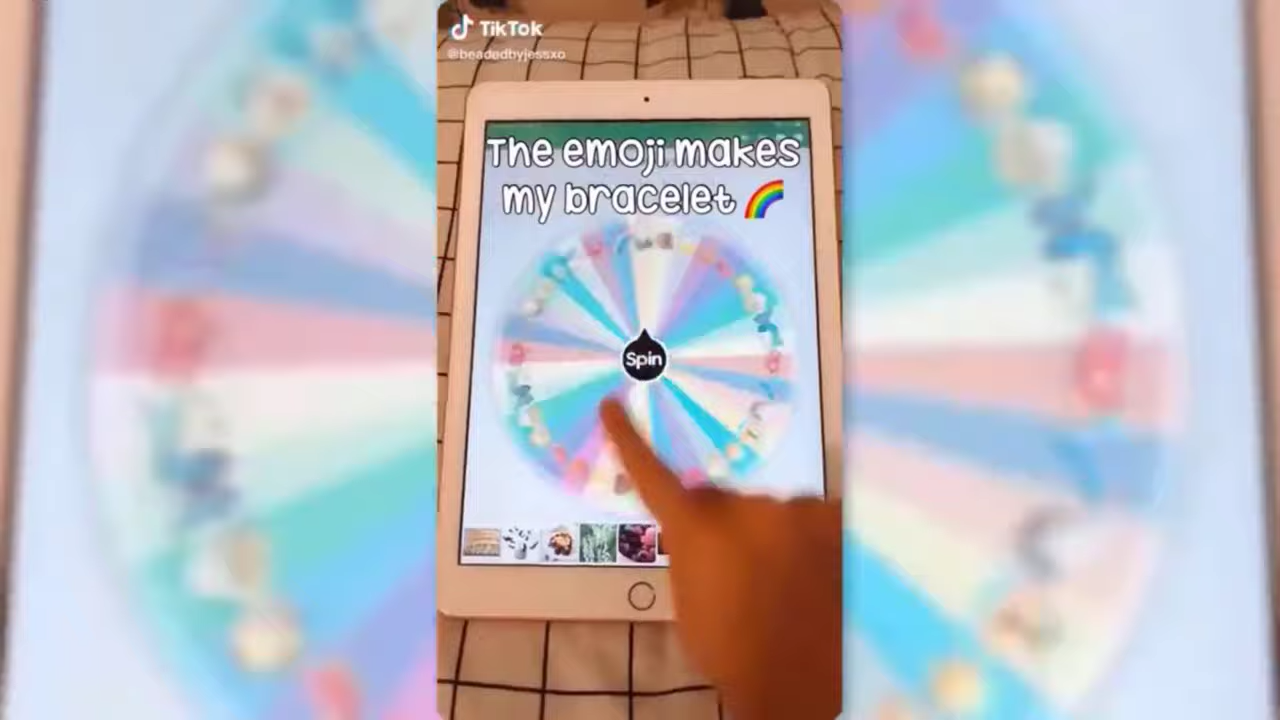 TikTok
@beadedbyjessxo
The emoji makes
my bracelet 🌈
Spin